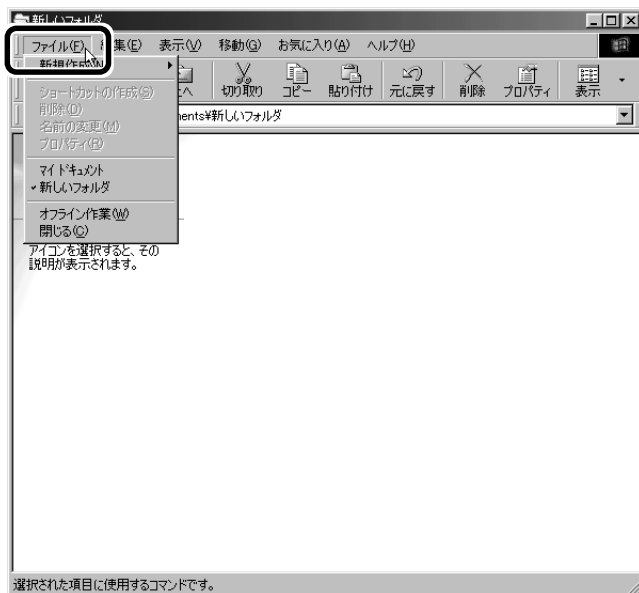 新しいフォルダ
ファイル(F) 集(E) 表示(V) 移動(G) お気に入り(A) ヘルプ(H)
切り取り コピー 貼り付け 元に戻す 削除 プロパティ 表示
ents¥新しいフォルダ
新規作成(N)
ショートカットの作成(S)
削除(D)
名前の変更(M)
プロパティ(R)
マイ ドキュメント
新しいフォルダ
オフライン作業(W)
閉じる(C)
アイコンを選択すると、その
説明が表示されます。
選択された項目に使用するコマンドです。